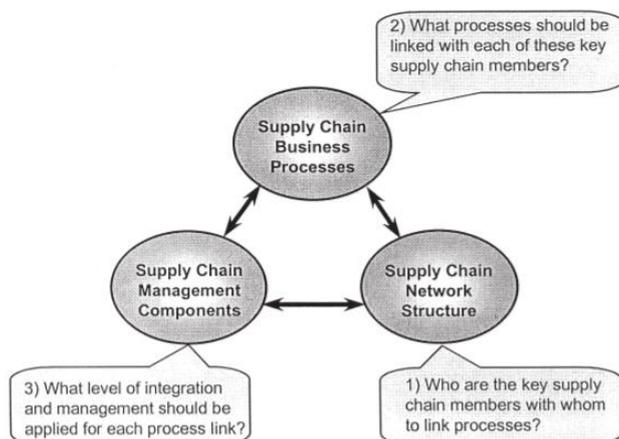 2) What processes should be
linked with each of these key
supply chain members?
Supply Chain
Business
Processes
Supply Chain
Management
Components
Supply Chain
Network
Structure
3) What level of integration
and management should be
applied for each process link?
1) Who are the key supply
chain members with whom
to link processes?